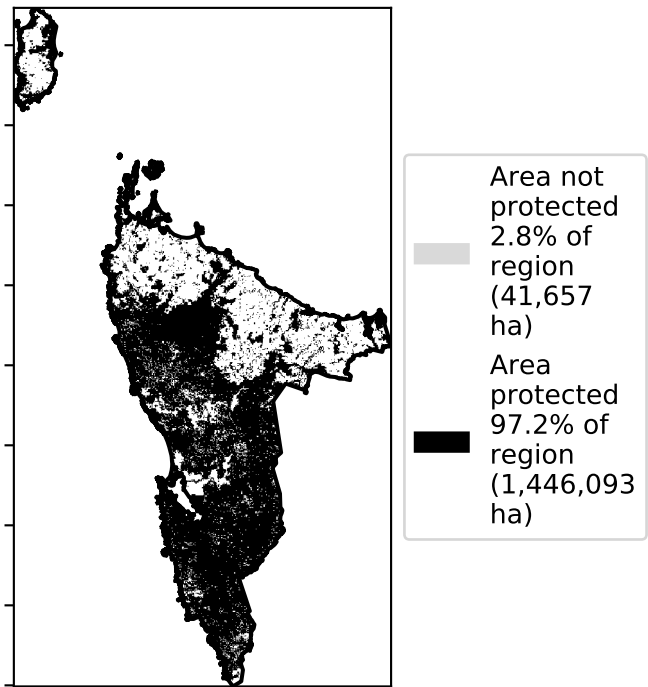 Area not
protected
2.8% of
region
(41,657
ha)
Area
protected
97.2% of
region
(1,446,093
ha)